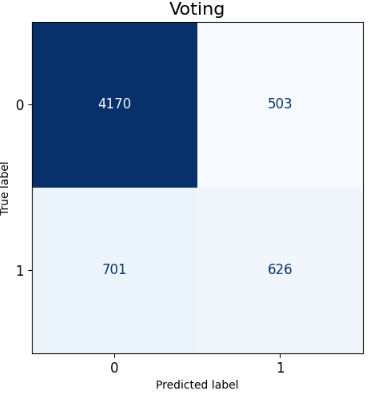 Voting
0 4170 503
True label
1 701 626
0 1
Predicted label